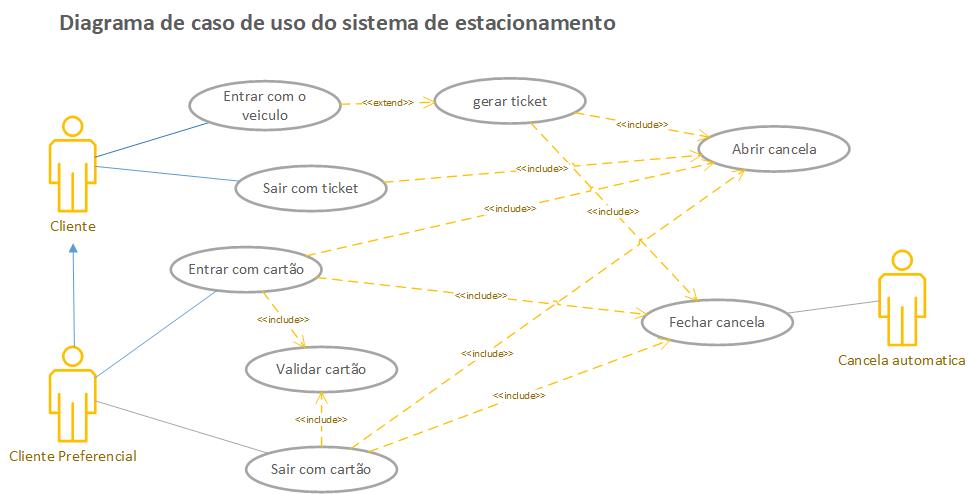 Diagrama de caso de uso do sistema de estacionamento
Entrar com o
veiculo
<<extend>>
gerar ticket
<<include>>
Abrir cancela
Sair com ticket
<<include>>
Cliente
<<include>>
<<include>>
Entrar com cartão
<<include>>
<<include>>
Fechar cancela
<<include>>
Cancela automatica
Validar cartão
<<include>>
<<include>>
Cliente Preferencial
Sair com cartão